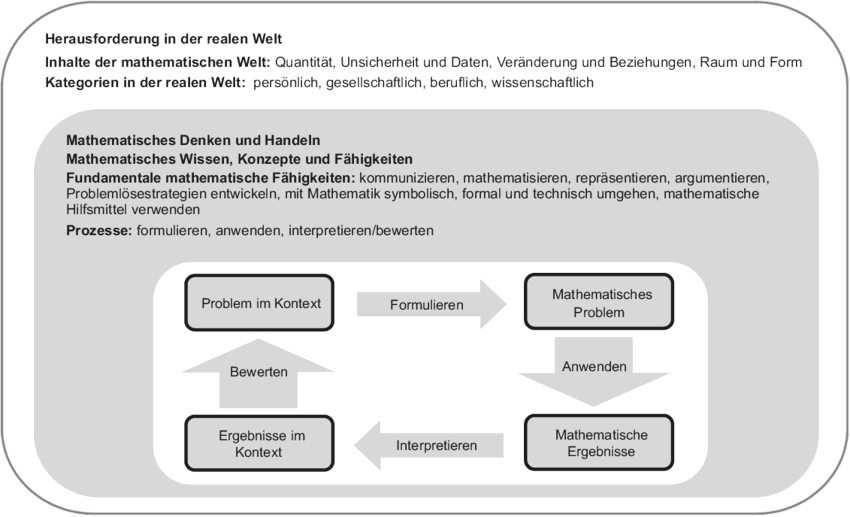 Herausforderung in der realen Welt
Inhalte der mathematischen Welt: Quantität, Unsicherheit und Daten, Veränderung und Beziehungen, Raum und Form
Kategorien in der realen Welt: persönlich, gesellschaftlich, beruflich, wissenschaftlich
Mathematisches Denken und Handeln
Mathematisches Wissen, Konzepte und Fähigkeiten
Fundamentale mathematische Fähigkeiten: kommunizieren, mathematisieren, repräsentieren, argumentieren,
Problemlösestrategien entwickeln, mit Mathematik symbolisch, formal und technisch umgehen, mathematische
Hilfsmittel verwenden
Prozesse: formulieren, anwenden, interpretieren/bewerten
Problem im Kontext
Formulieren
Mathematisches
Problem
Bewerten
Anwenden
Ergebnisse im
Kontext
Interpretieren
Mathematische
Ergebnisse